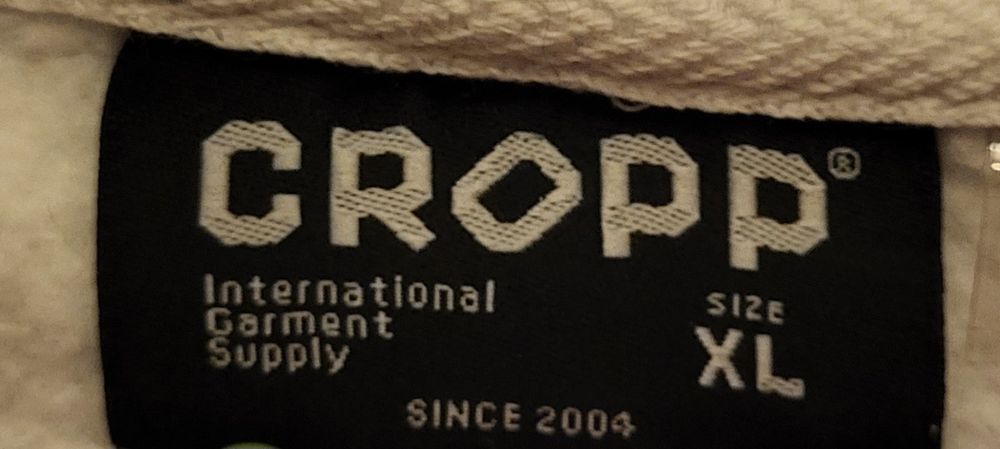 CROPP®
International
Garment
Supply
SIZE
XL
SINCE 2004